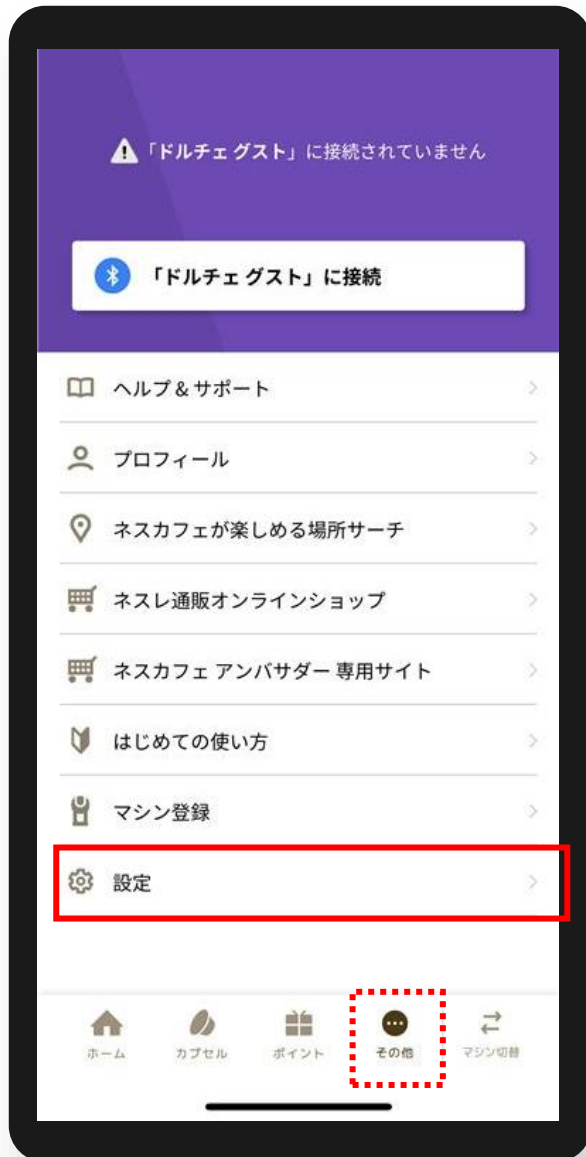 「ドルチェ グスト」に接続されていません
「ドルチェ グスト」に接続
ヘルプ&サポート
プロフィール
ネスカフェが楽しめる場所サーチ
ネスレ通販オンラインショップ
ネスカフェ アンバサダー 専用サイト
はじめての使い方
マシン登録
設定
ホーム カプセル ポイント その他 マシン切替